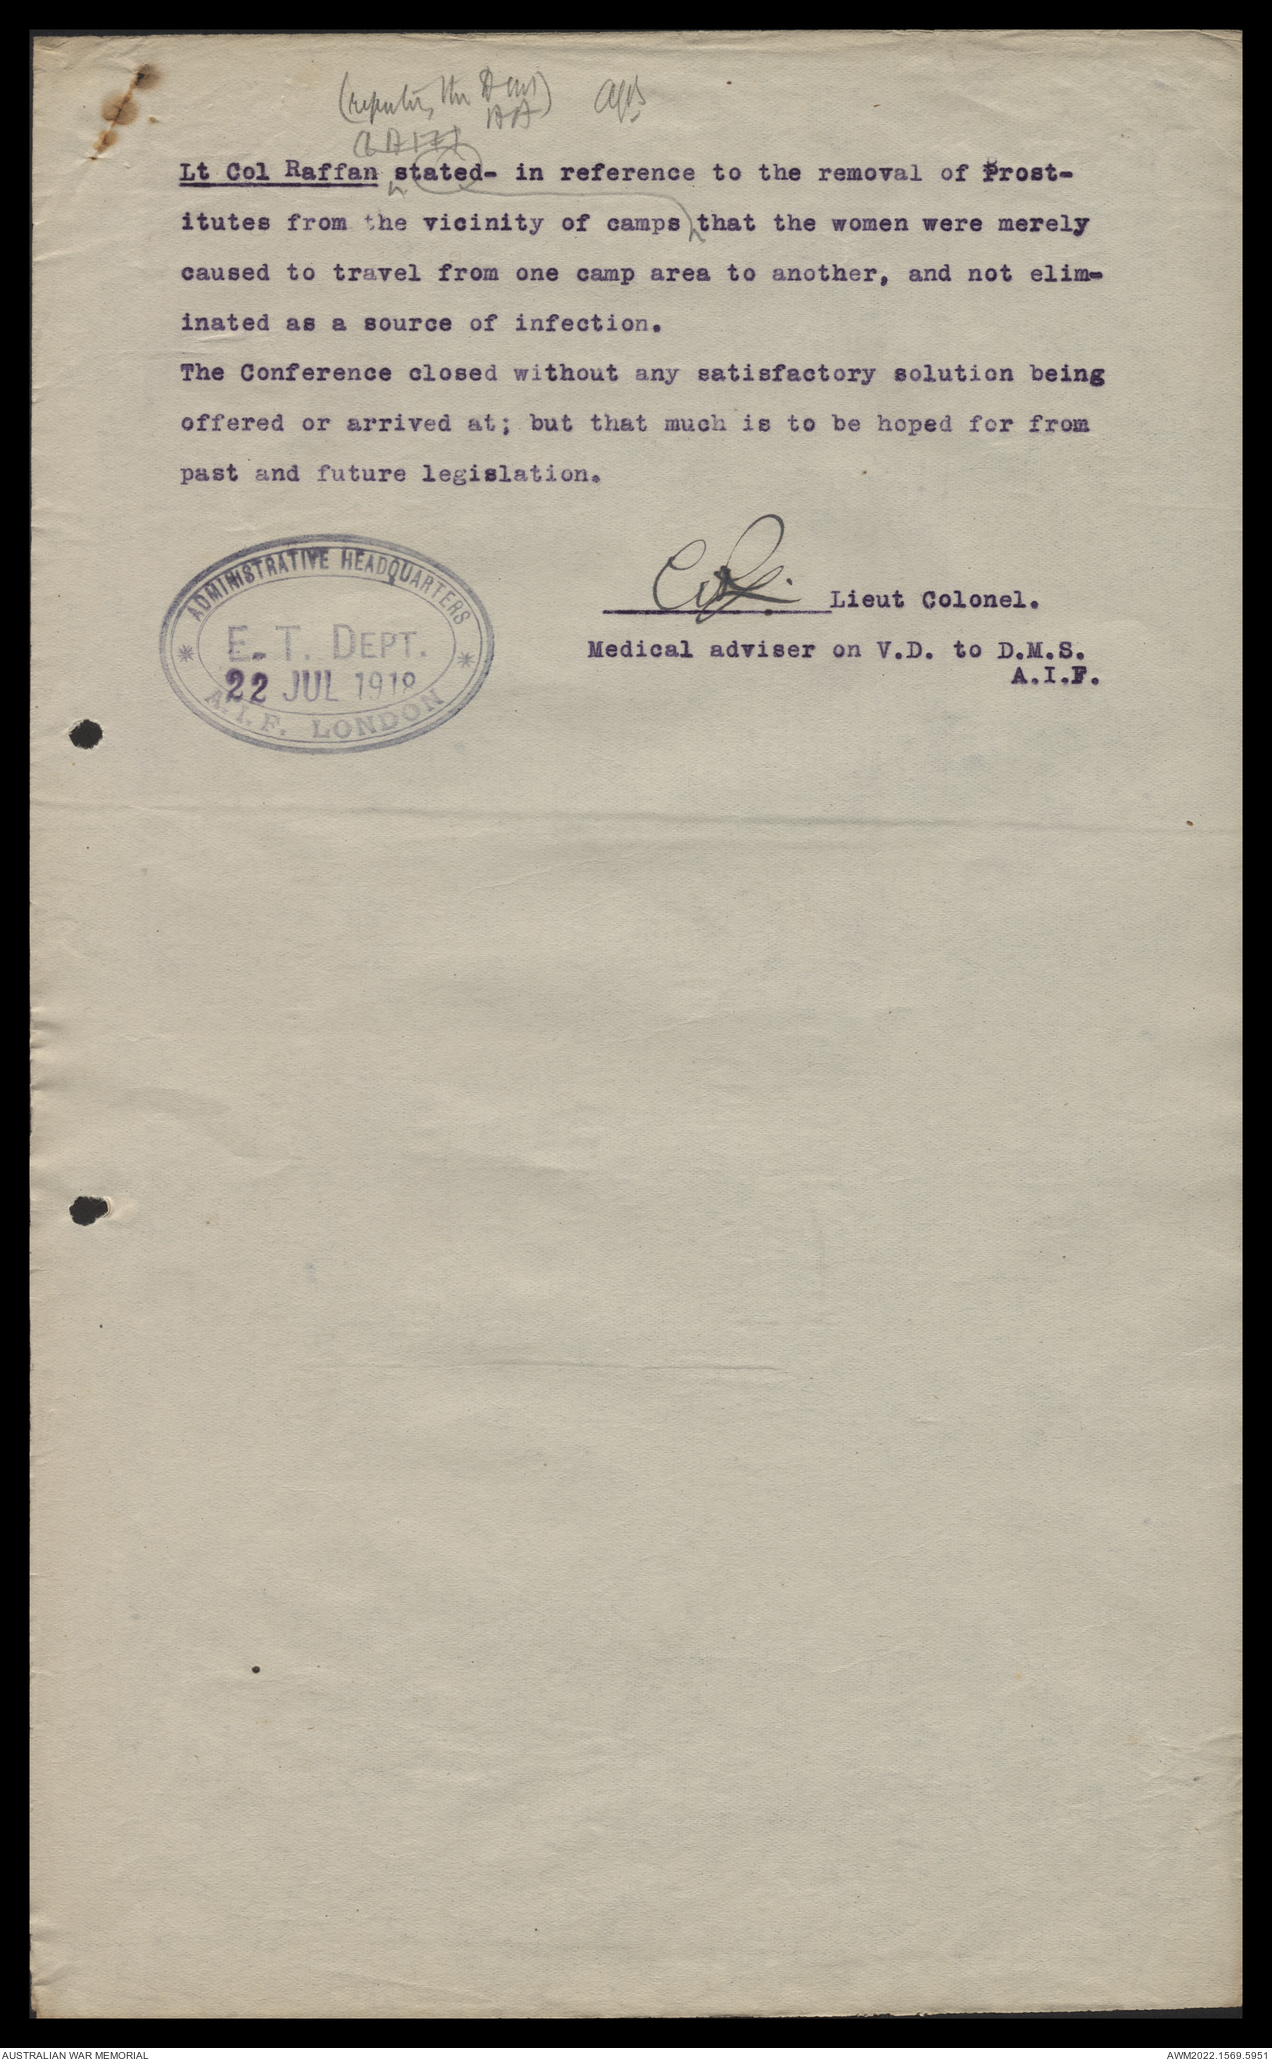 Lt Col Raffan stated- in reference to the removal of Prost-
itutes from the vicinity of camps that the women were merely
caused to travel from one camp area to another, and not elim-
inated as a source of infection.
The Conference closed without any satisfactory solution being
offered or arrived at; but that much is to be hoped for from
past and future legislation.
Lieut Colonel.
Medical adviser on V.D. to D.M.S.
A.I.F.
ADMINISTRATIVE HEADQUARTERS
E. T. DEPT.
22 JUL 1918
A.I.F. LONDON
AUSTRALIAN WAR MEMORIAL
AWM2022.1569.5951